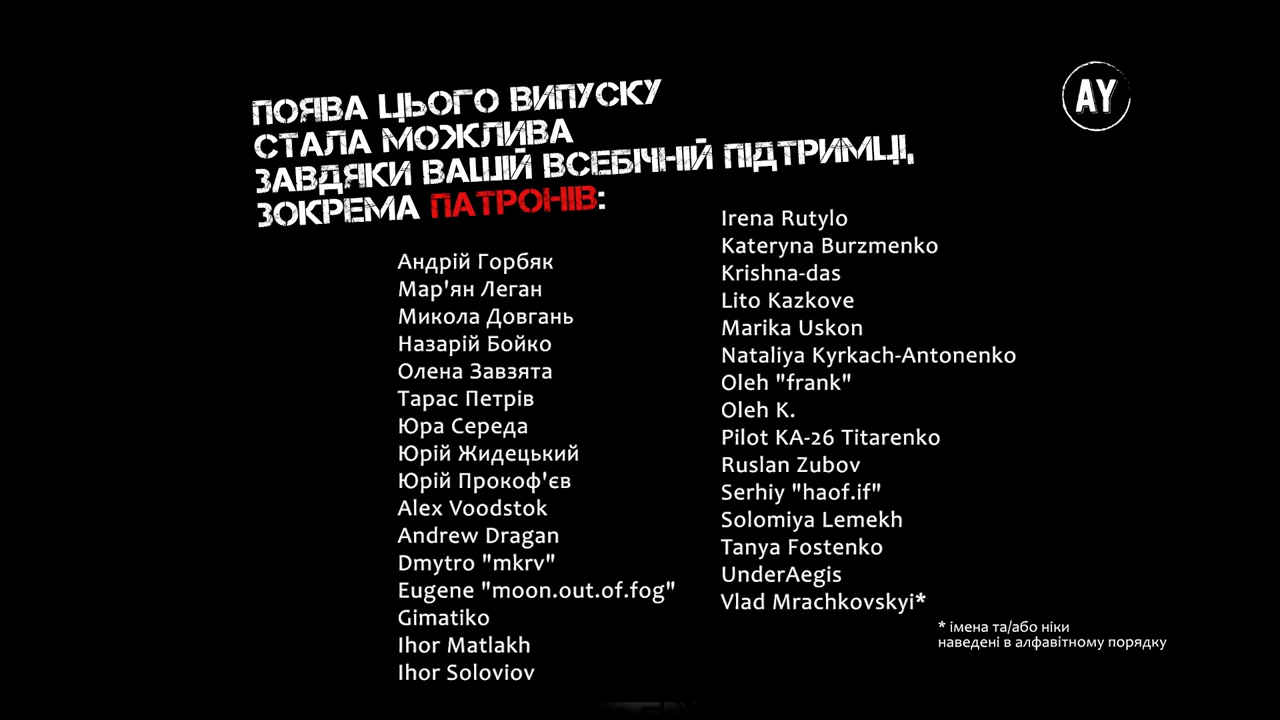 ПОЯВА ЦЬОГО ВИПУСКУ
СТАЛА МОЖЛИВА
ЗАВДЯКИ ВАШІЙ ВСЕБІЧНІЙ ПІДТРИМЦІ,
ЗОКРЕМА ПАТРОНІВ:
AY
Андрій Горбяк
Мар'ян Леган
Микола Довгань
Назарій Бойко
Олена Завзята
Тарас Петрів
Юра Середа
Юрій Жидецький
Юрій Прокоф'єв
Alex Voodstok
Andrew Dragan
Dmytro "mkrv"
Eugene "moon.out.of.fog"
Gimatiko
Ihor Matlakh
Ihor Soloviov
Irena Rutylo
Kateryna Burzmenko
Krishna-das
Lito Kazkove
Marika Uskon
Nataliya Kyrkach-Antonenko
Oleh "frank"
Oleh K.
Pilot KA-26 Titarenko
Ruslan Zubov
Serhiy "haof.if"
Solomiya Lemekh
Tanya Fostenko
UnderAegis
Vlad Mrachkovskyi*
* імена та/або ніки
наведені в алфавітному порядку